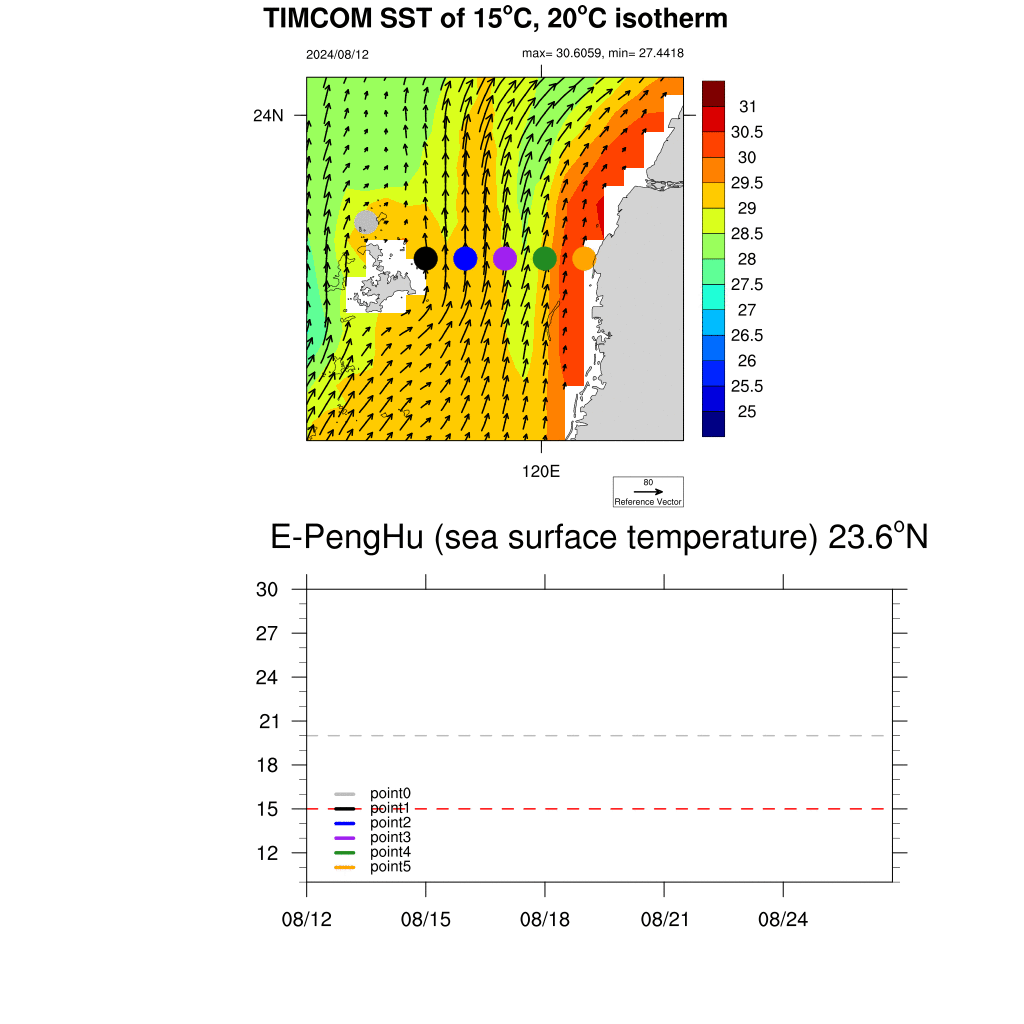 TIMCOM SST of 15°C, 20°C isotherm
2024/08/12
max= 30.6059, min= 27.4418
24N
120E
31
30.5
30
29.5
29
28.5
28
27.5
27
26.5
26
25.5
25
80
Reference Vector
E-PengHu (sea surface temperature) 23.6°N
30
27
24
21
18
15
12
point0
point1
point2
point3
point4
point5
08/12
08/15
08/18
08/21
08/24